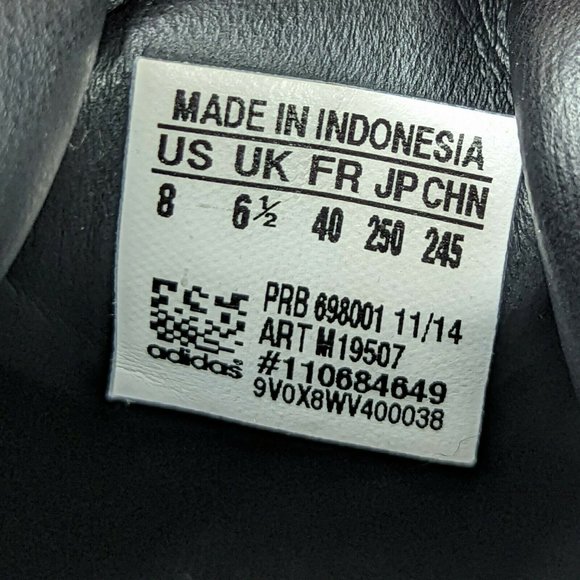 MADE IN INDONESIA
US UK FR JP CHN
8 6½ 40 250 245
PRB 698001 11/14
ART M19507
adidas #110684649
9V0X8WV400038